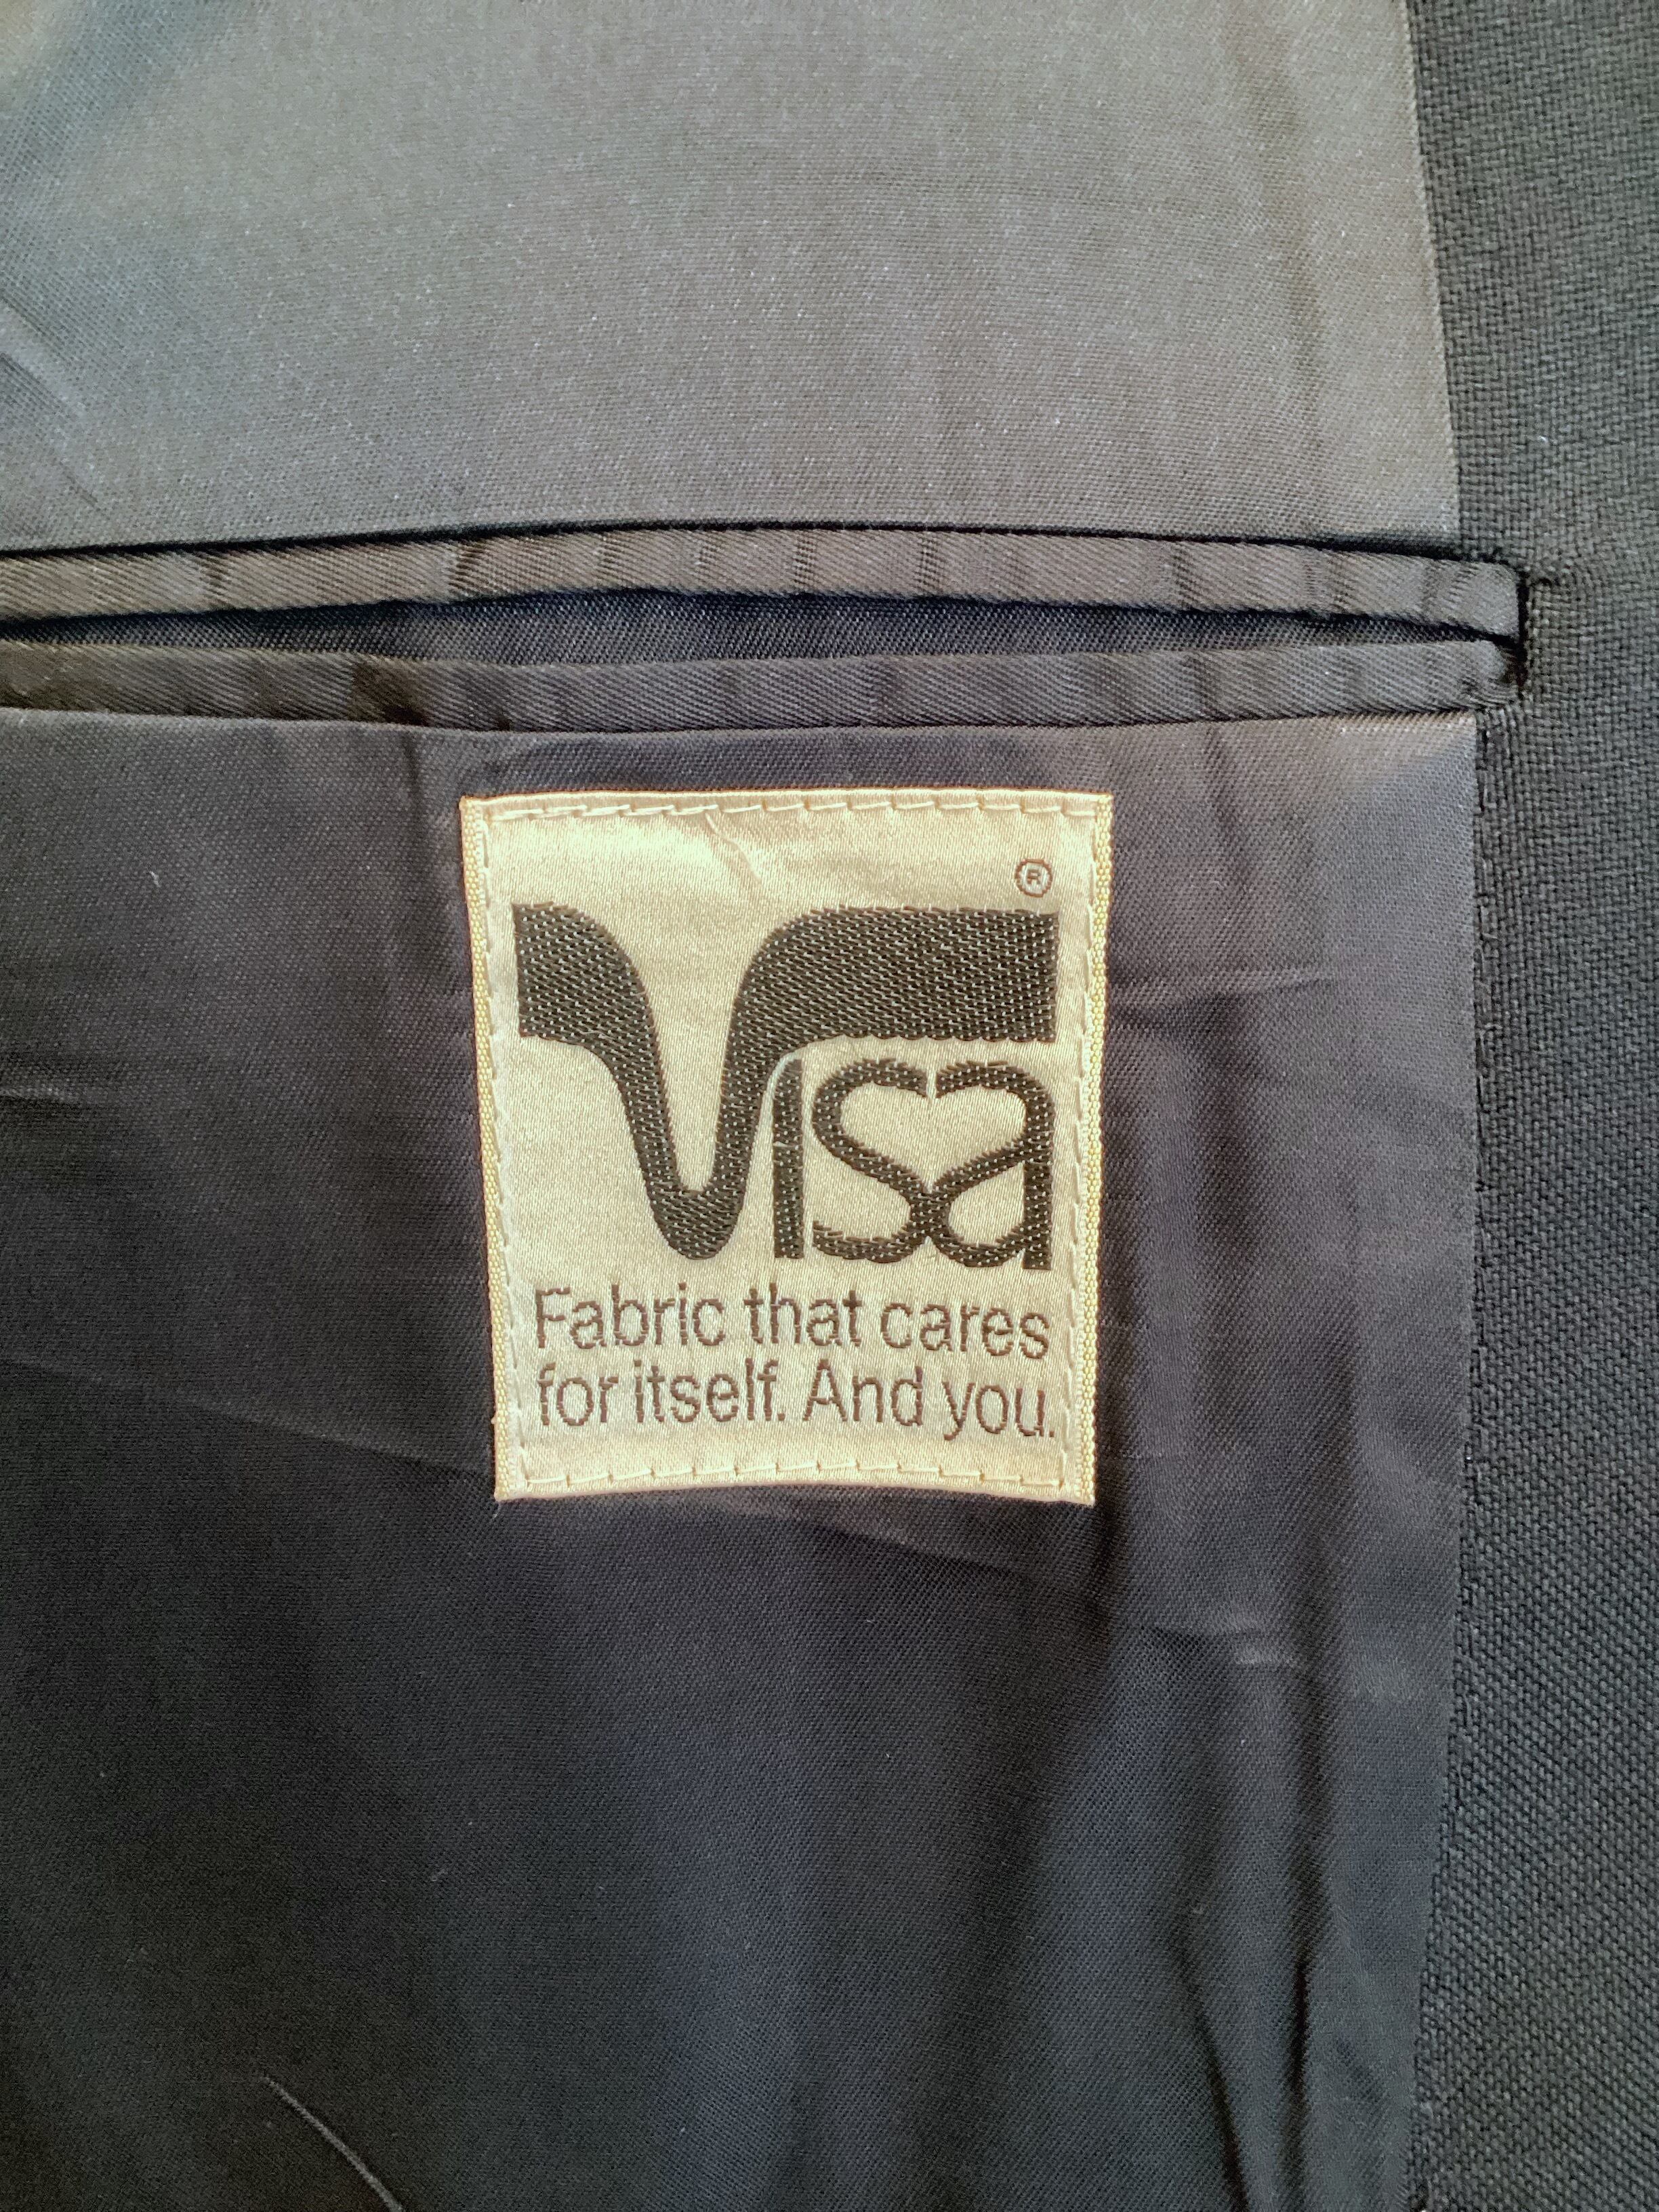 ®
Visa
Fabric that cares
for itself. And you.